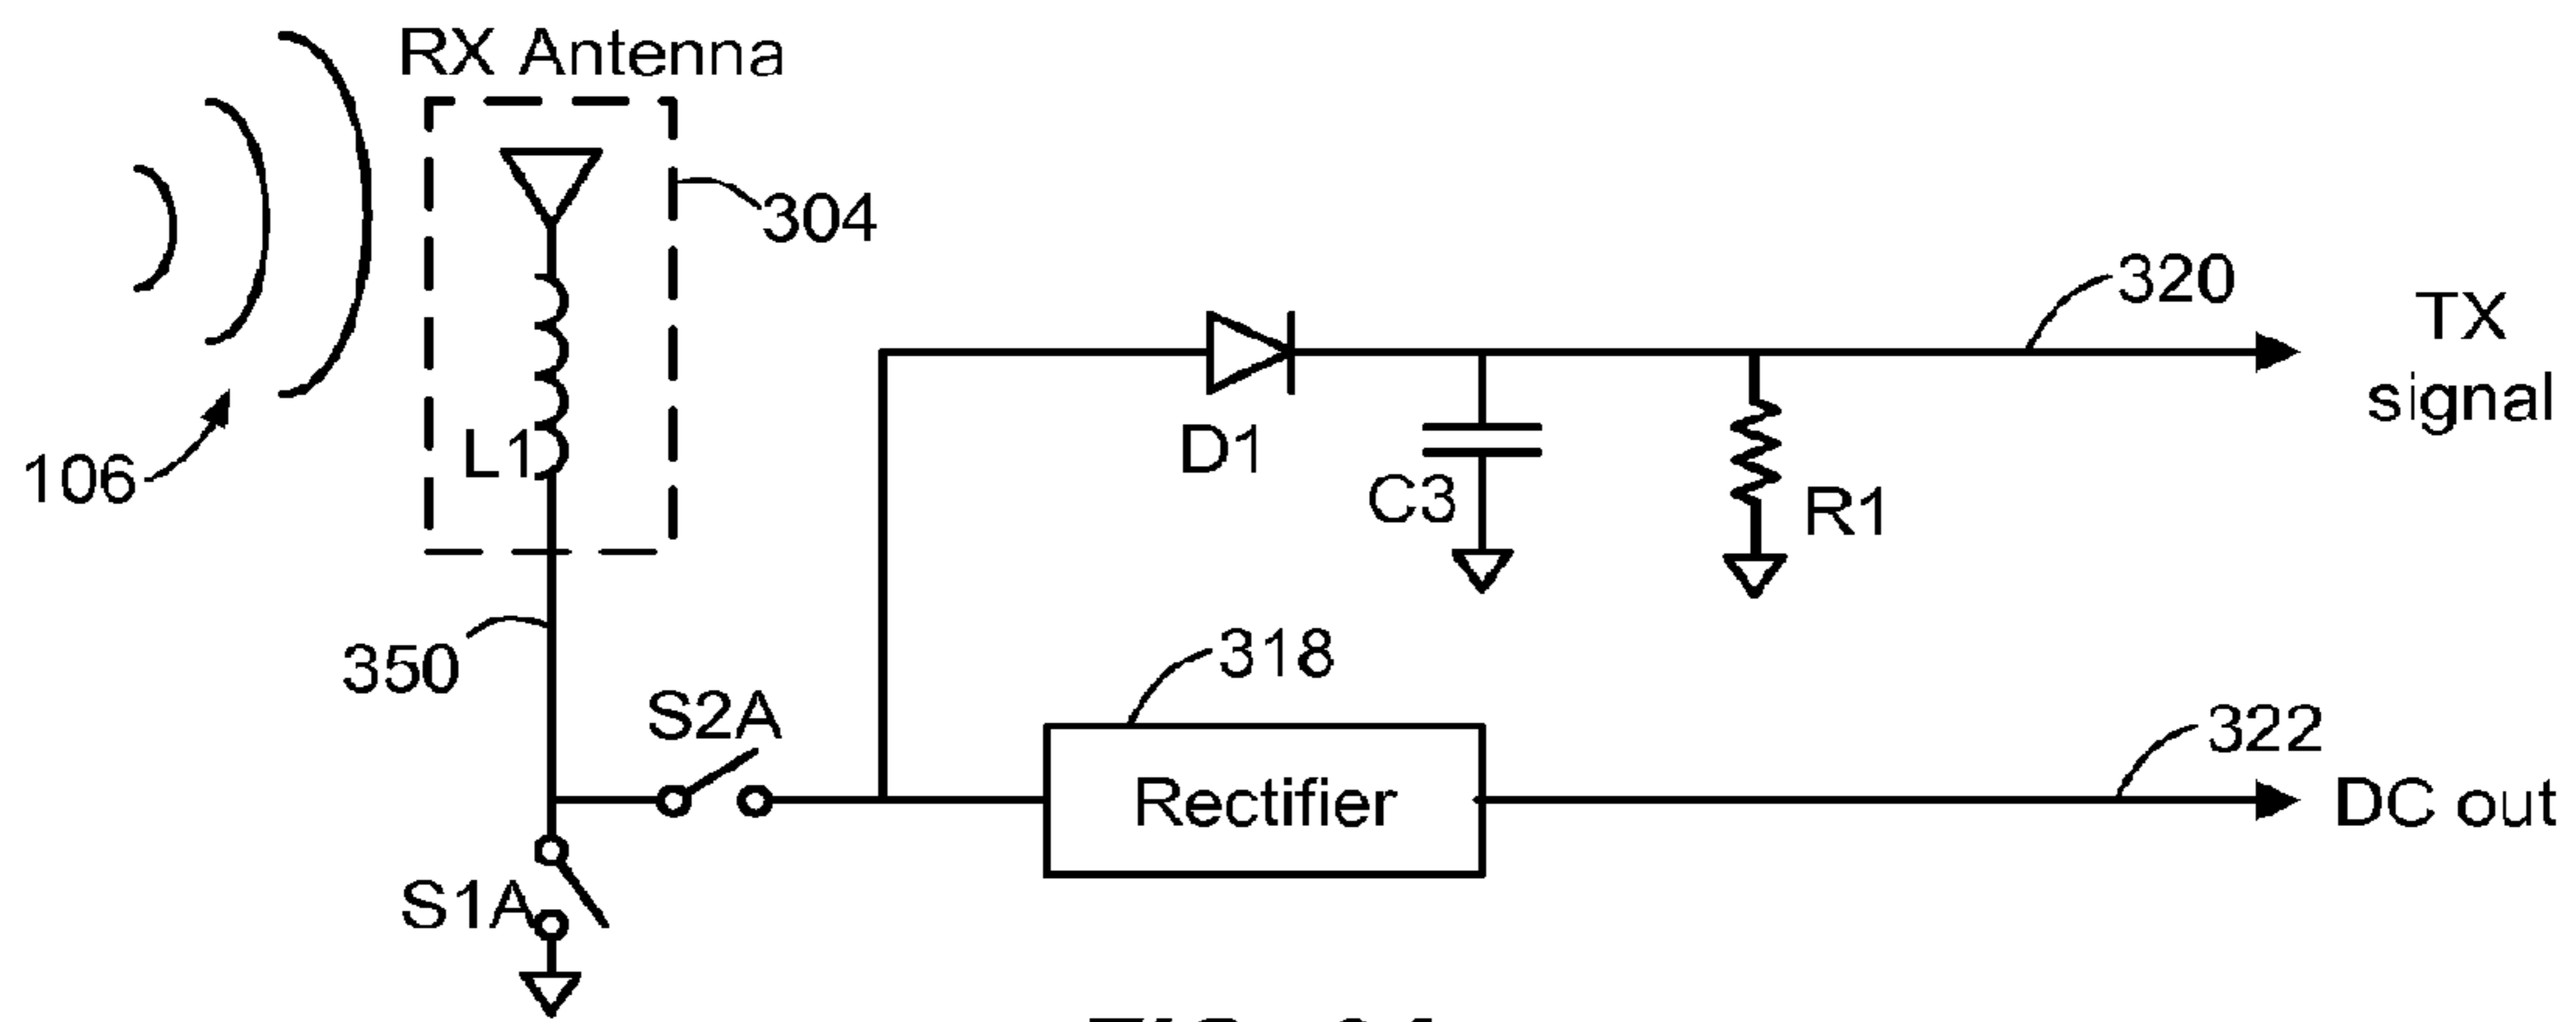 RX Antenna
304
320
TX
signal
L1
D1
106
C3
R1
350
318
S2A
322
Rectifier
DC out
S1A